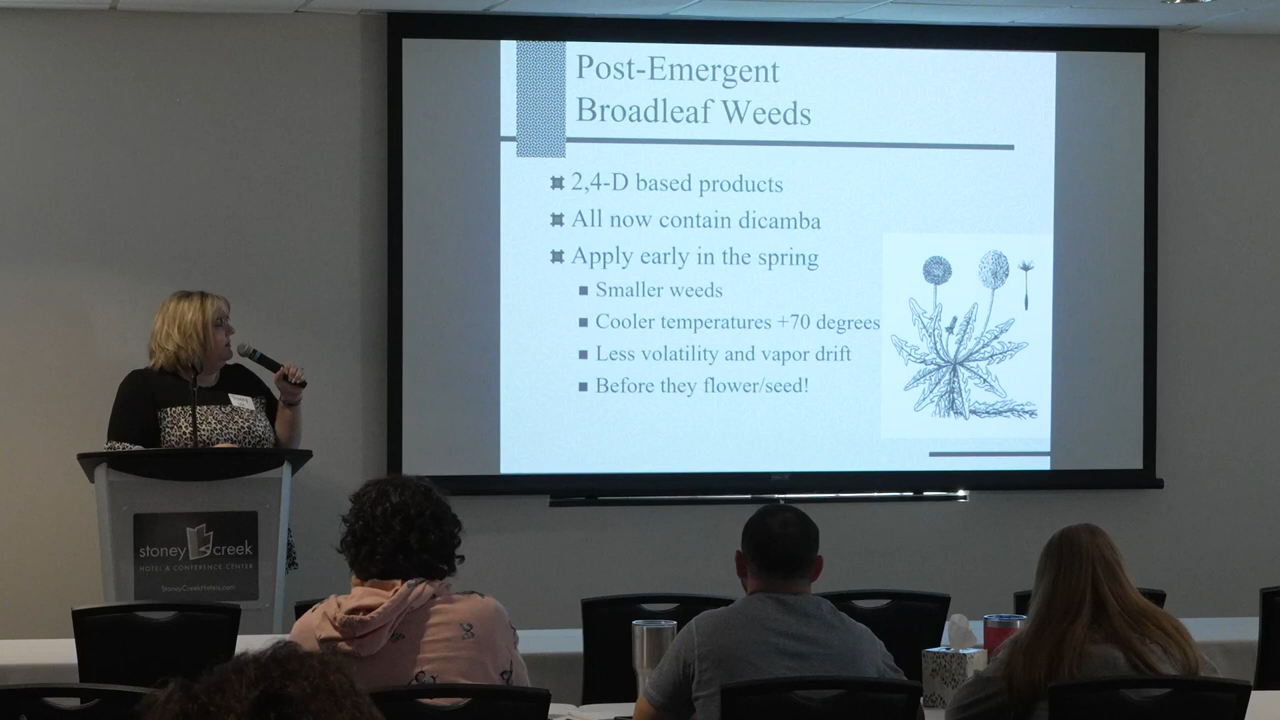 Post-Emergent
Broadleaf Weeds
2,4-D based products
All now contain dicamba
Apply early in the spring
Smaller weeds
Cooler temperatures +70 degrees
Less volatility and vapor drift
Before they flower/seed!
stoney creek
HOTEL & CONFERENCE CENTER
StoneyCreekHotels.com